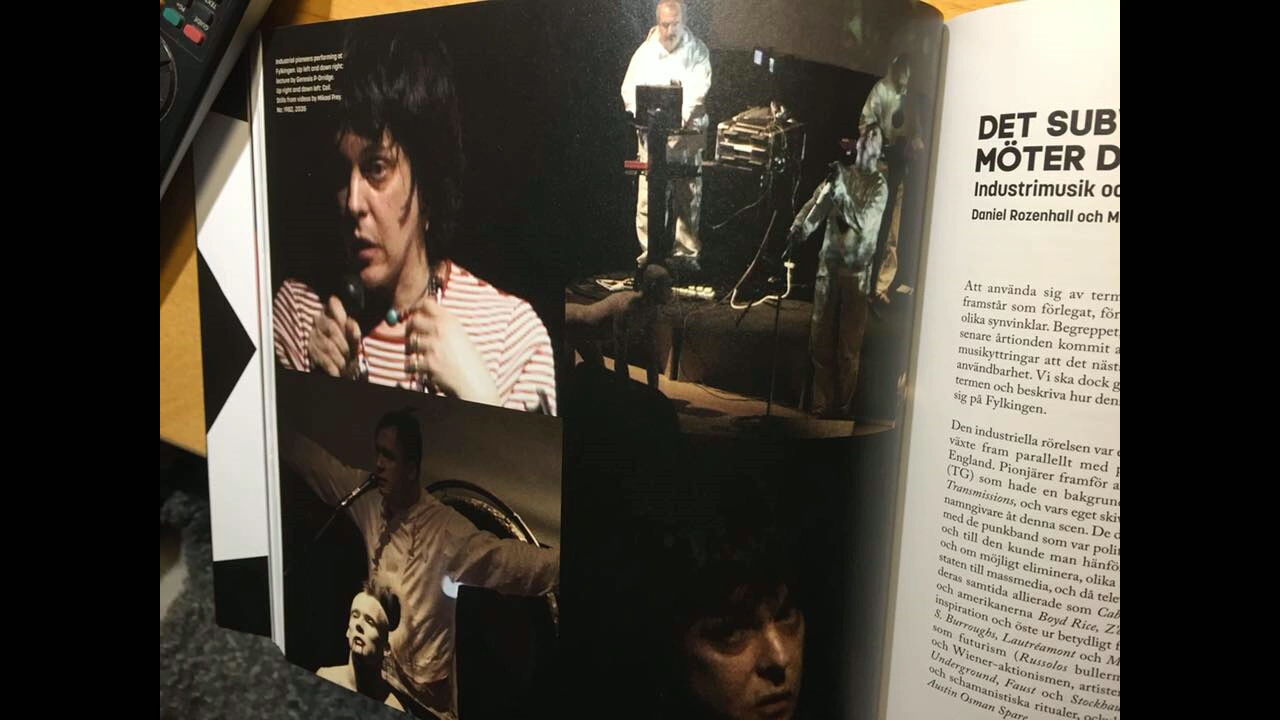 Industrial pioneers performing at
Fylkingen. Up left and down right:
lecture by Genesis P-Orridge.
Up right and down left: Coil.
Stills from videos by Mikael Prey.
DET SUB
MÖTER D
Industrimusik oc
Daniel Rozenhall och M
Att använda sig av term
framstår som förlegat, för
olika synvinklar. Begreppet
senare årtionden kommit a
musikyttringar att det näst
användbarhet. Vi ska dock g
termen och beskriva hur den
sig på Fylkingen.
Den industriella rörelsen var
växte fram parallellt med p
England. Pionjärer framför a
(TG) som hade en bakgrun
Transmissions, och vars eget skiv
namngivare åt denna scen. De
med de punkband som var poli
och till den kunde man hänfö
och om möjligt eliminera, olika
staten till massmedia, och då tele
deras samtida allierade som Cab
och amerikanerna Boyd Rice, Z'
inspiration och öste ur betydligt f
S. Burroughs, Lautréamont och M
som futurism (Russolos buller
och Wiener-aktionismen, artister
Underground, Faust och Stockhau
och schamanistiska ritualer,
Austin Osman Spare